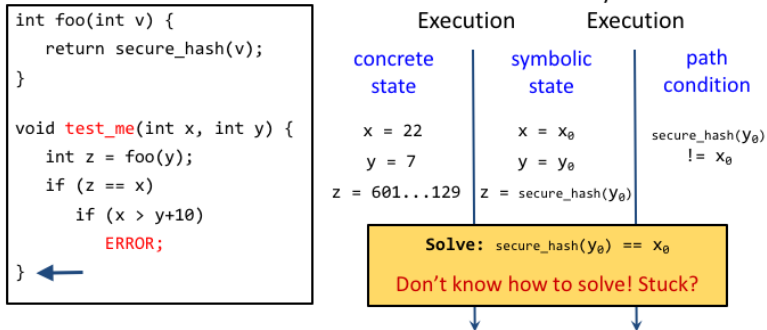 int foo(int v) {
return secure_hash(v);
}
void test_me(int x, int y) {
int z = foo(y);
if (z == x)
if (x > y+10)
ERROR;
}
Execution Execution
concrete state
symbolic state
path condition
x = 22
y = 7
z = 601...129
x = x₀
y = y₀
z = secure_hash(y₀)
secure_hash(y₀)
!= x₀
Solve: secure_hash(y₀) == x₀
Don't know how to solve! Stuck?